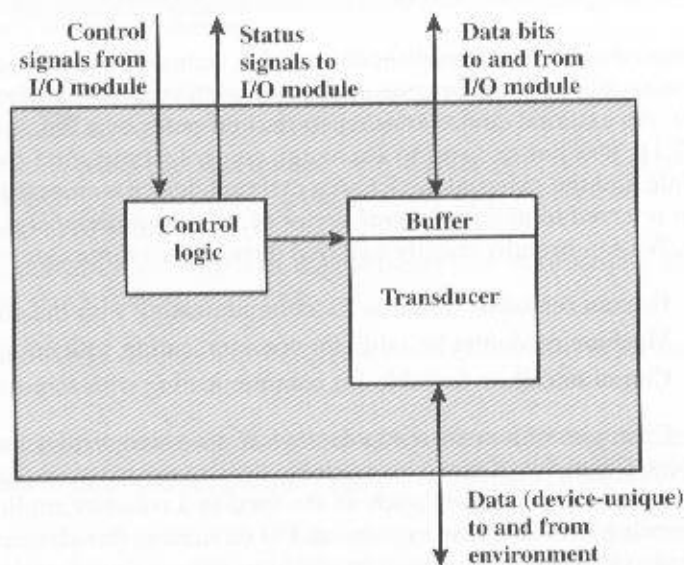 Control
signals from
I/O module
Status
signals to
I/O module
Data bits
to and from
I/O module
Control
logic
Buffer
Transducer
Data (device-unique)
to and from
environment